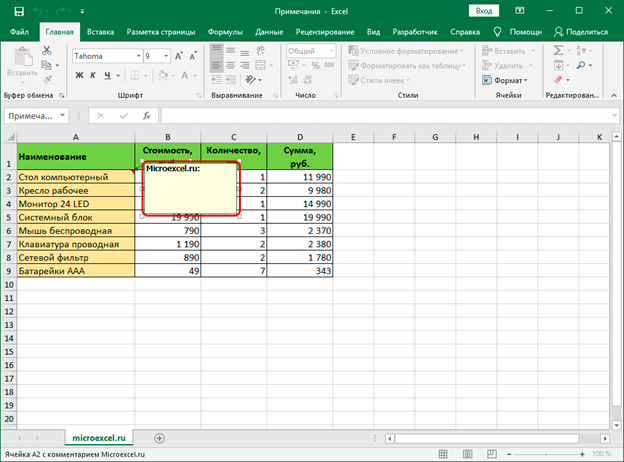 Примечания - Excel
Вход
Файл Главная Вставка Разметка страницы Формулы Данные Рецензирование Вид Разработчик Справка Помощн Поделиться
Вставить
Tahoma 9
Ж К Ч
Общий
% 000
Условное форматирование
Форматировать как таблицу
Стили ячеек
Вставить
Удалить
Формат
Буфер обмена Шрифт Выравнивание Число Стили Ячейки Редактирован...
Примеча... fx
A B C D E F G H I J K
1 Наименование Стоимость, Количество, Сумма, руб.
Microexcel.ru:
2 Стол компьютерный 1 11 990
3 Кресло рабочее 2 9 980
4 Монитор 24 LED 1 14 990
5 Системный блок 19 990 1 19 990
6 Мышь беспроводная 790 3 2 370
7 Клавиатура проводная 1 190 2 2 380
8 Сетевой фильтр 890 2 1 780
9 Батарейки ААА 49 7 343
10
11
12
13
14
15
16
17
18
19
20
microexcel.ru
Ячейка A2 с комментарием Microexcel.ru
100 %